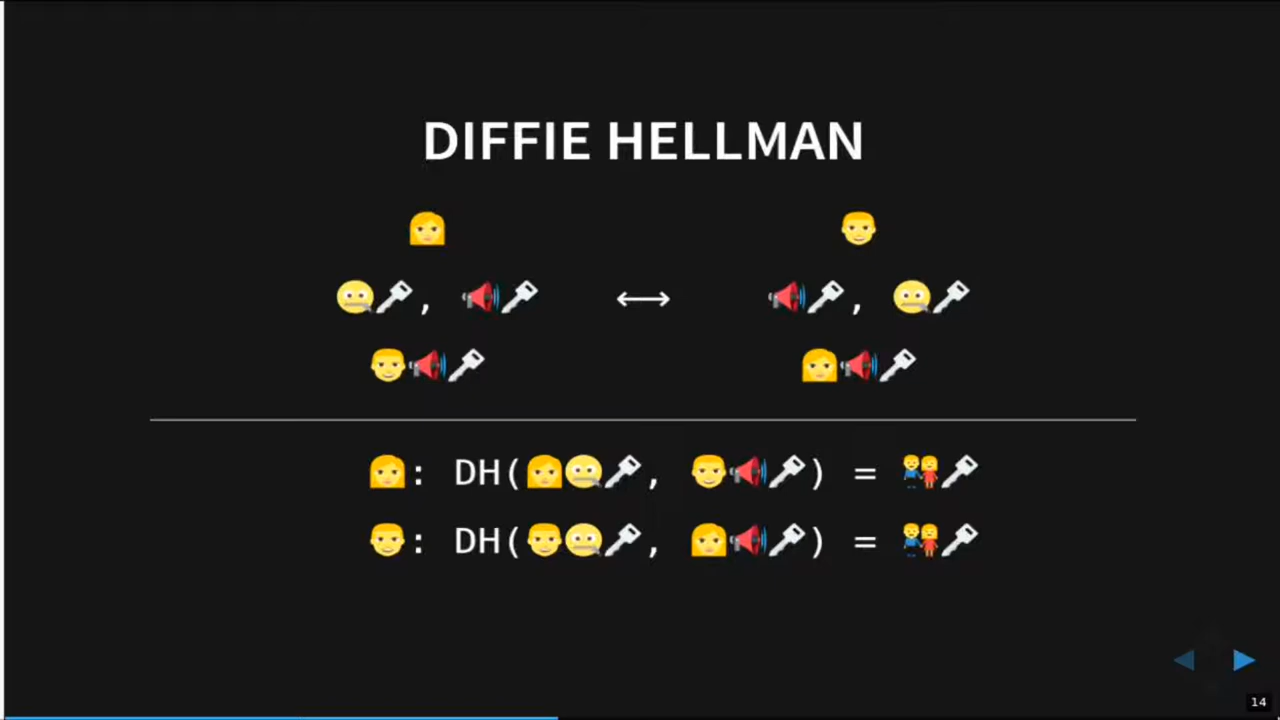 DIFFIE HELLMAN
👩 👨
🤐🔑, 📣🔑 ⟷ 📣🔑, 🤐🔑
👨📣🔑 👩📣🔑
👩: DH(👩🤐🔑, 👨📣🔑) = 👫🔑
👨: DH(👨🤐🔑, 👩📣🔑) = 👫🔑
14